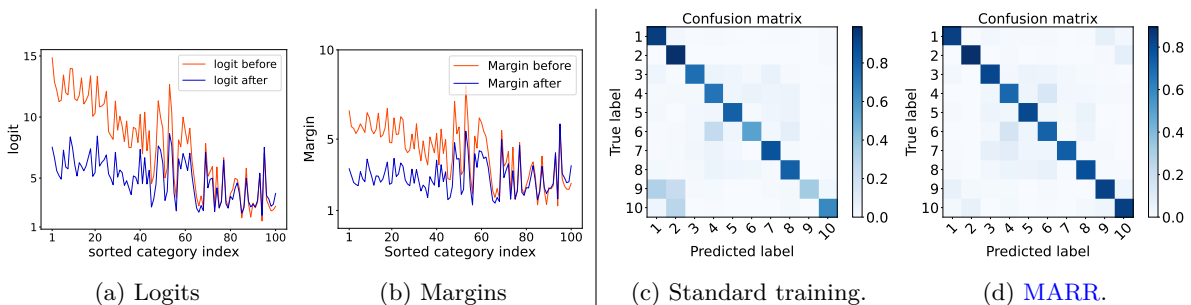 15
10
5
1
logit
logit before
logit after
1 20 40 60 80 100
sorted category index
(a) Logits
10
5
1
Margin
Margin before
Margin after
1 20 40 60 80 100
Sorted category index
(b) Margins
Confusion matrix
1
2
3
4
5
6
7
8
9
10
True label
1 2 3 4 5 6 7 8 9 10
Predicted label
0.8
0.6
0.4
0.2
0.0
(c) Standard training.
Confusion matrix
1
2
3
4
5
6
7
8
9
10
True label
1 2 3 4 5 6 7 8 9 10
Predicted label
0.8
0.6
0.4
0.2
0.0
(d) MARR.